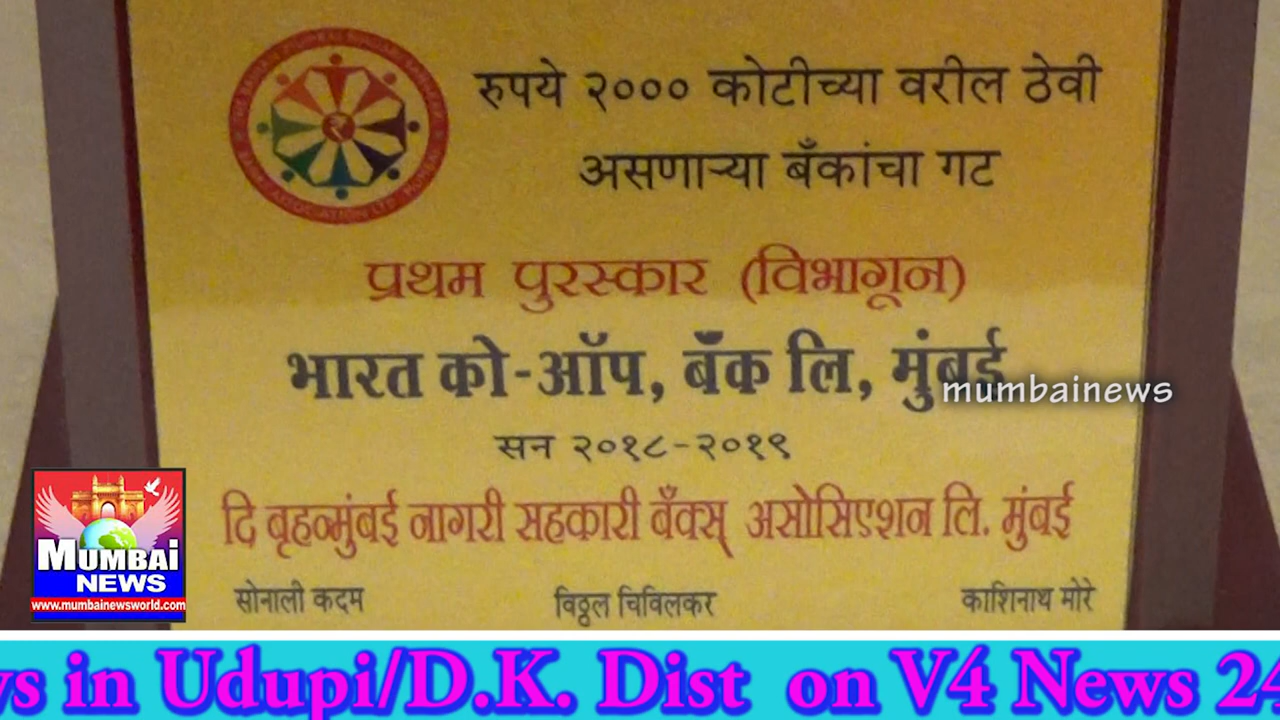 रुपये २००० कोटीच्या वरील ठेवी
असणाऱ्या बँकांचा गट
प्रथम पुरस्कार (विभागून)
भारत को-ऑप, बँक लि, मुंबई
mumbainews
सन २०१८-२०१९
दि बृहन्मुंबई नागरी सहकारी बँक्स् असोसिएशन लि. मुंबई
सोनाली कदम विठ्ठल चिविलकर काशिनाथ मोरे
MUMBAI
NEWS
www.mumbainewsworld.com
in Udupi/D.K. Dist on V4 News 24